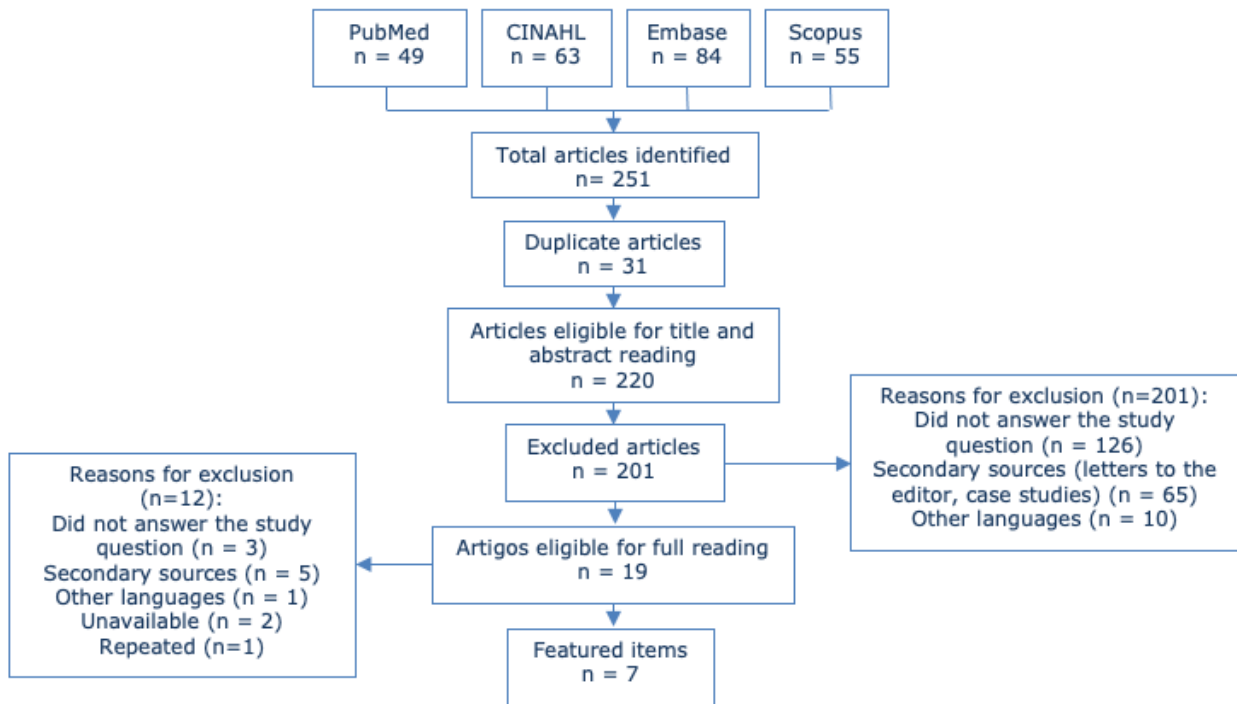 PubMed
n = 49
CINAHL
n = 63
Embase
n = 84
Scopus
n = 55
Total articles identified
n= 251
Duplicate articles
n = 31
Articles eligible for title and
abstract reading
n = 220
Excluded articles
n = 201
Reasons for exclusion (n=201):
Did not answer the study
question (n = 126)
Secondary sources (letters to the
editor, case studies) (n = 65)
Other languages (n = 10)
Artigos eligible for full reading
n = 19
Reasons for exclusion
(n=12):
Did not answer the study
question (n = 3)
Secondary sources (n = 5)
Other languages (n = 1)
Unavailable (n = 2)
Repeated (n=1)
Featured items
n = 7